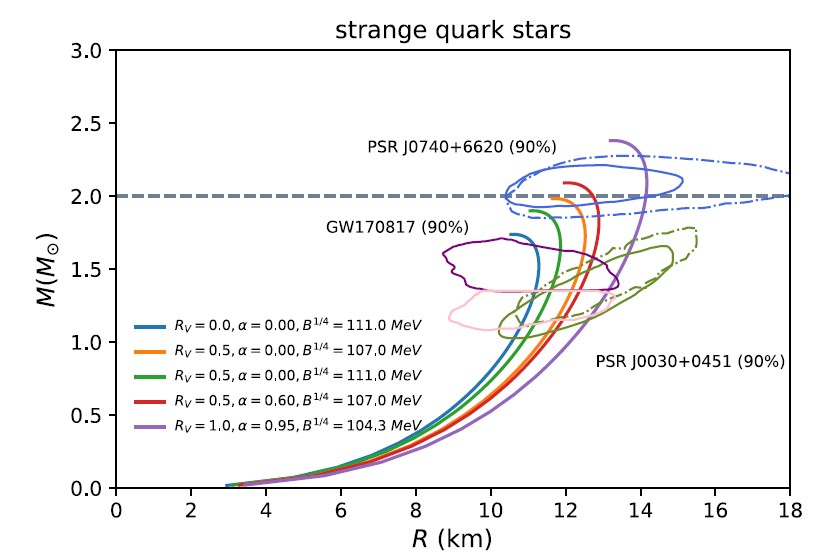 strange quark stars
3.0
2.5
2.0
1.5
1.0
0.5
0.0
M(M⊙)
PSR J0740+6620 (90%)
GW170817 (90%)
PSR J0030+0451 (90%)
R_V = 0.0, α = 0.00, B^{1/4} = 111.0 MeV
R_V = 0.5, α = 0.00, B^{1/4} = 107.0 MeV
R_V = 0.5, α = 0.00, B^{1/4} = 111.0 MeV
R_V = 0.5, α = 0.60, B^{1/4} = 107.0 MeV
R_V = 1.0, α = 0.95, B^{1/4} = 104.3 MeV
0 2 4 6 8 10 12 14 16 18
R (km)